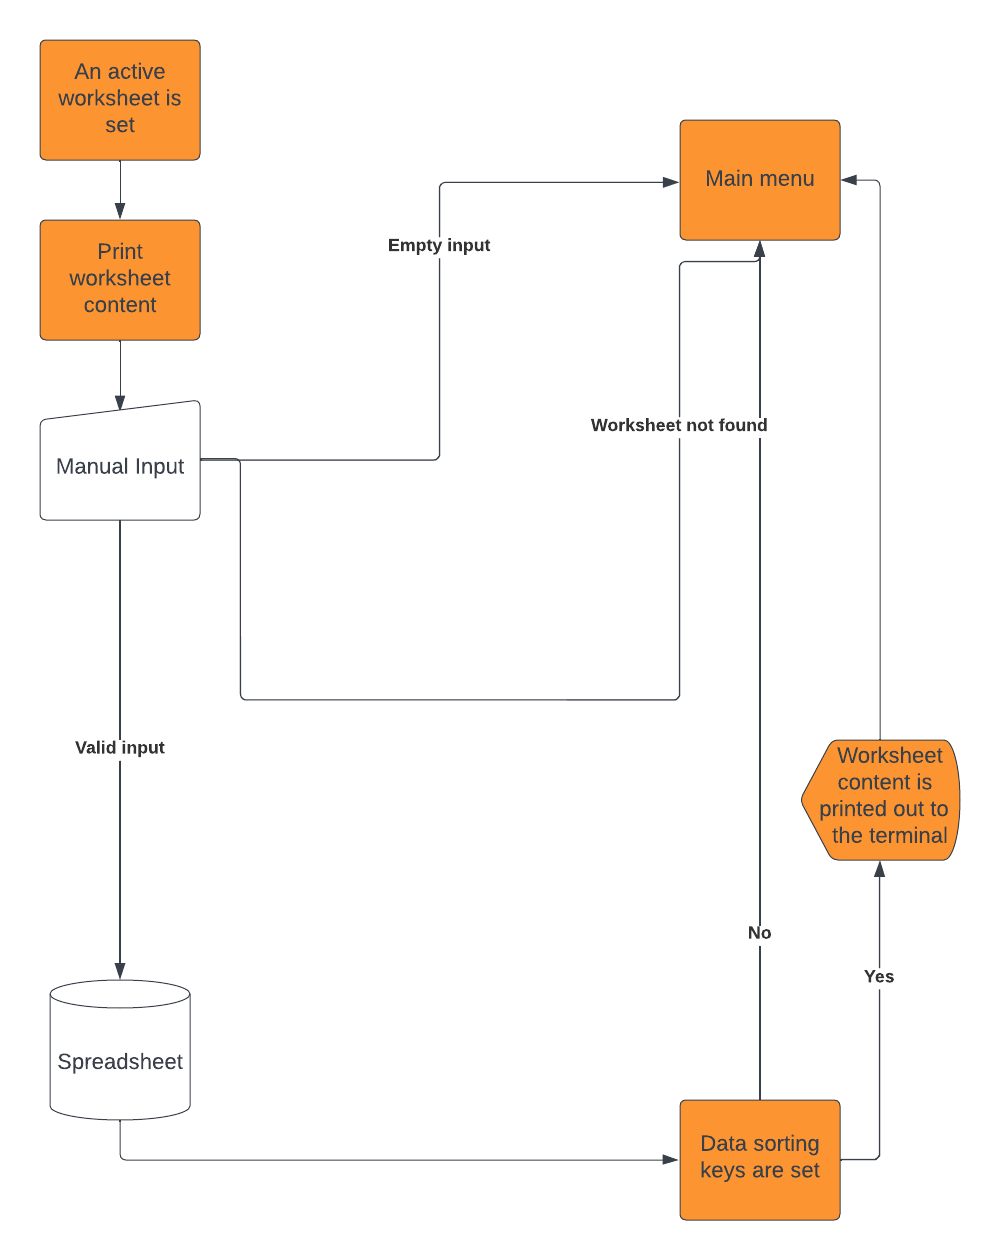 An active
worksheet is
set
Print
worksheet
content
Main menu
Empty input
Worksheet not found
Manual Input
Valid input
Worksheet
content is
printed out to
the terminal
No
Yes
Spreadsheet
Data sorting
keys are set